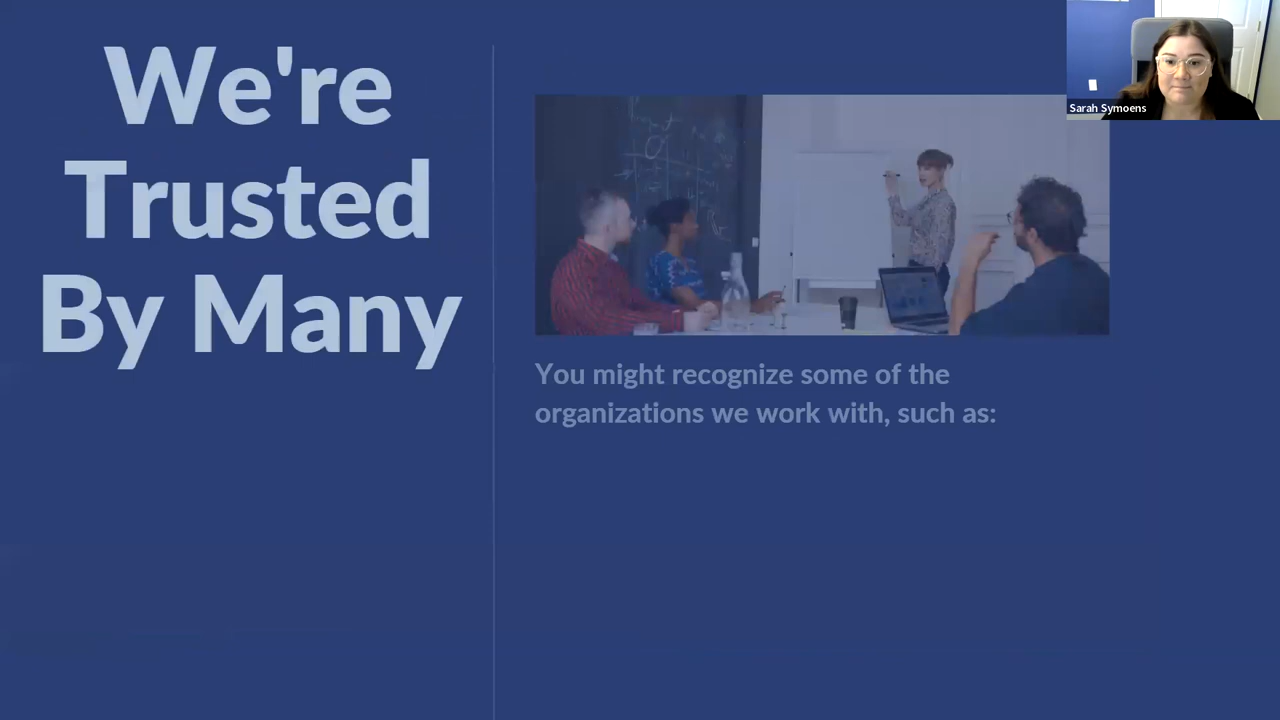 We're
Trusted
By Many
Sarah Symoens
You might recognize some of the
organizations we work with, such as: